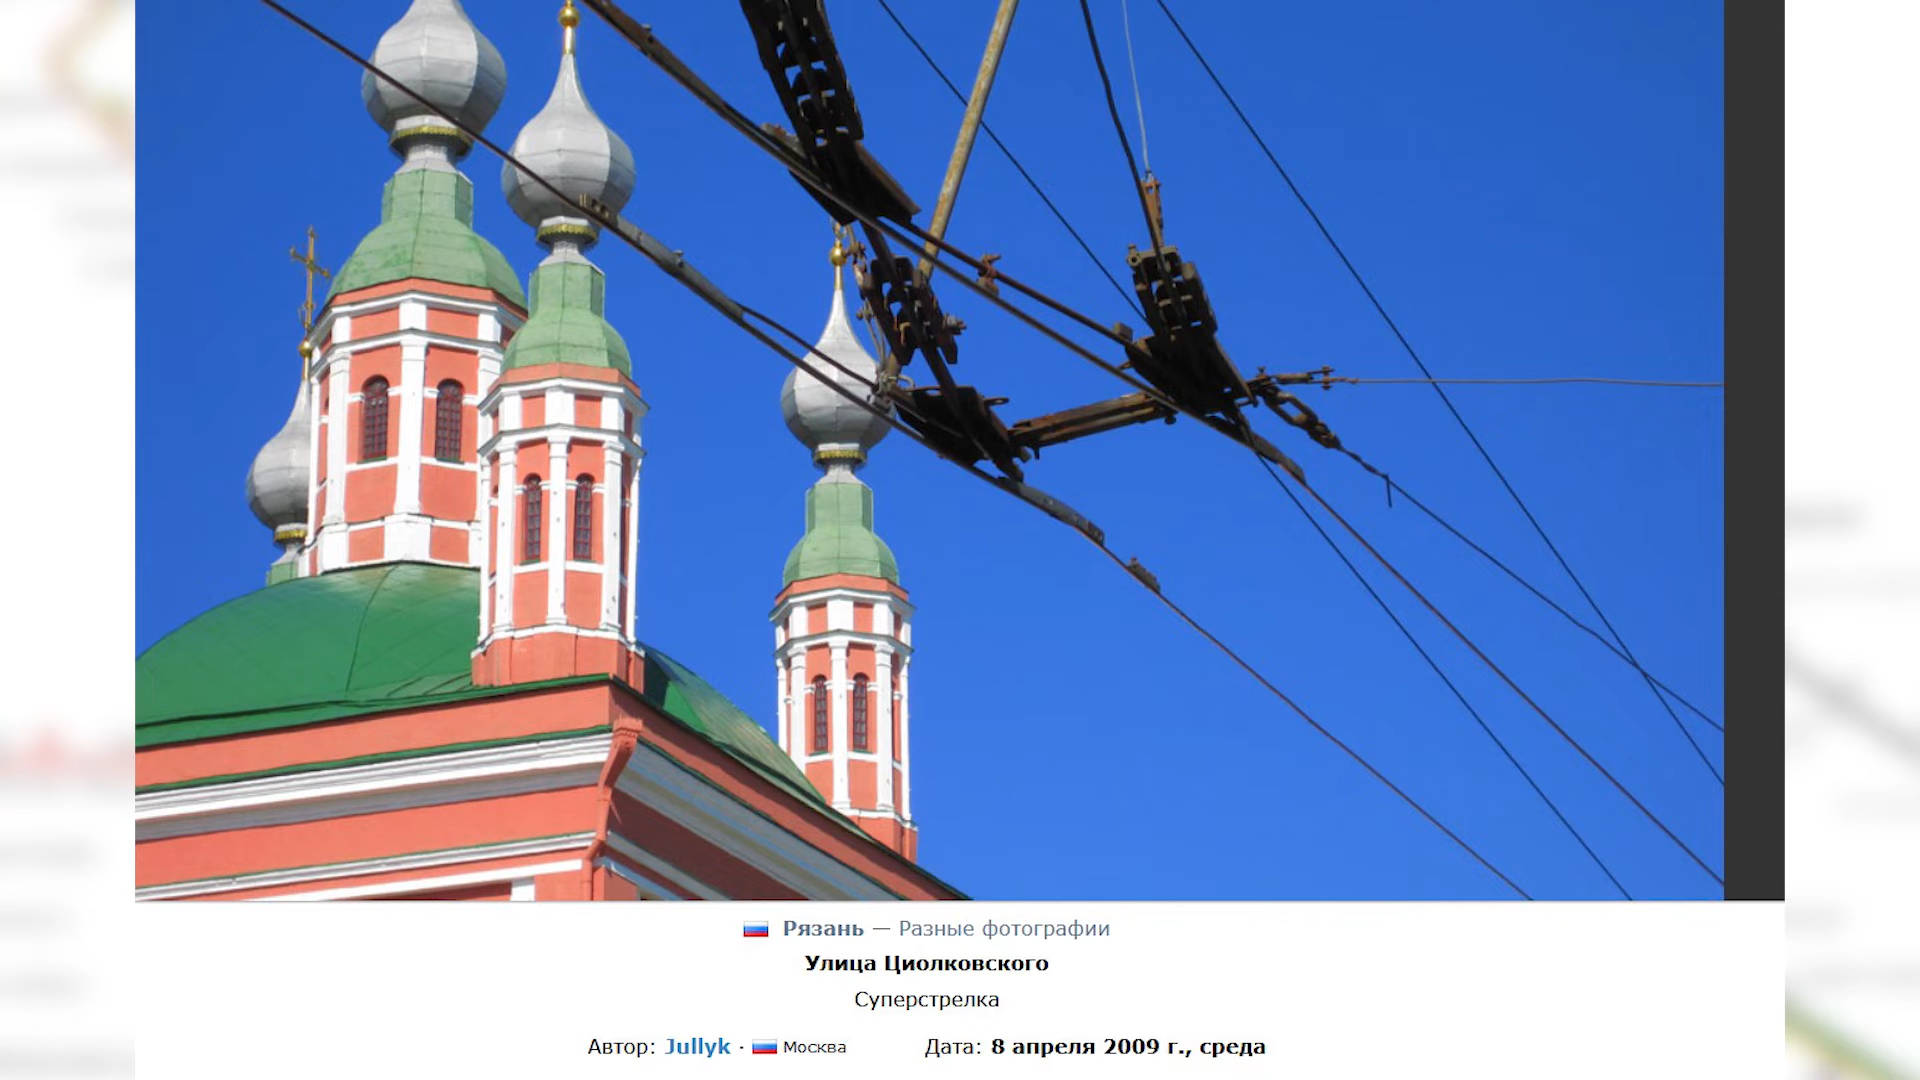 Рязань — Разные фотографии
Улица Циолковского
Суперстрелка
Автор: Jullyk · Москва Дата: 8 апреля 2009 г., среда